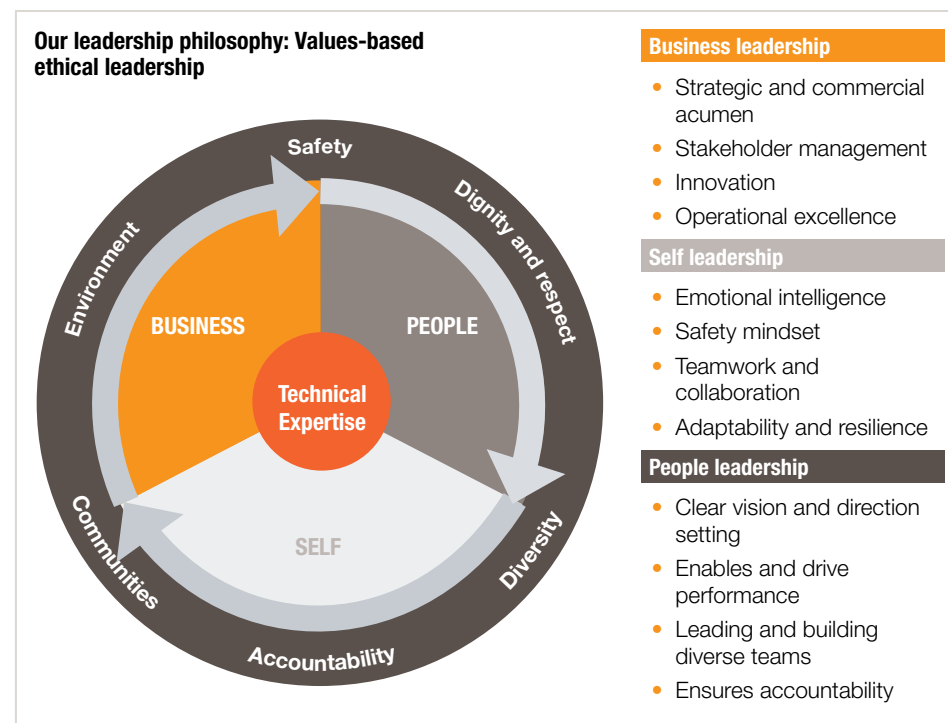 Our leadership philosophy: Values-based
ethical leadership
Safety
Dignity and respect
Diversity
Accountability
Communities
Environment
BUSINESS
PEOPLE
Technical
Expertise
SELF
Business leadership
• Strategic and commercial
acumen
• Stakeholder management
• Innovation
• Operational excellence
Self leadership
• Emotional intelligence
• Safety mindset
• Teamwork and
collaboration
• Adaptability and resilience
People leadership
• Clear vision and direction
setting
• Enables and drive
performance
• Leading and building
diverse teams
• Ensures accountability